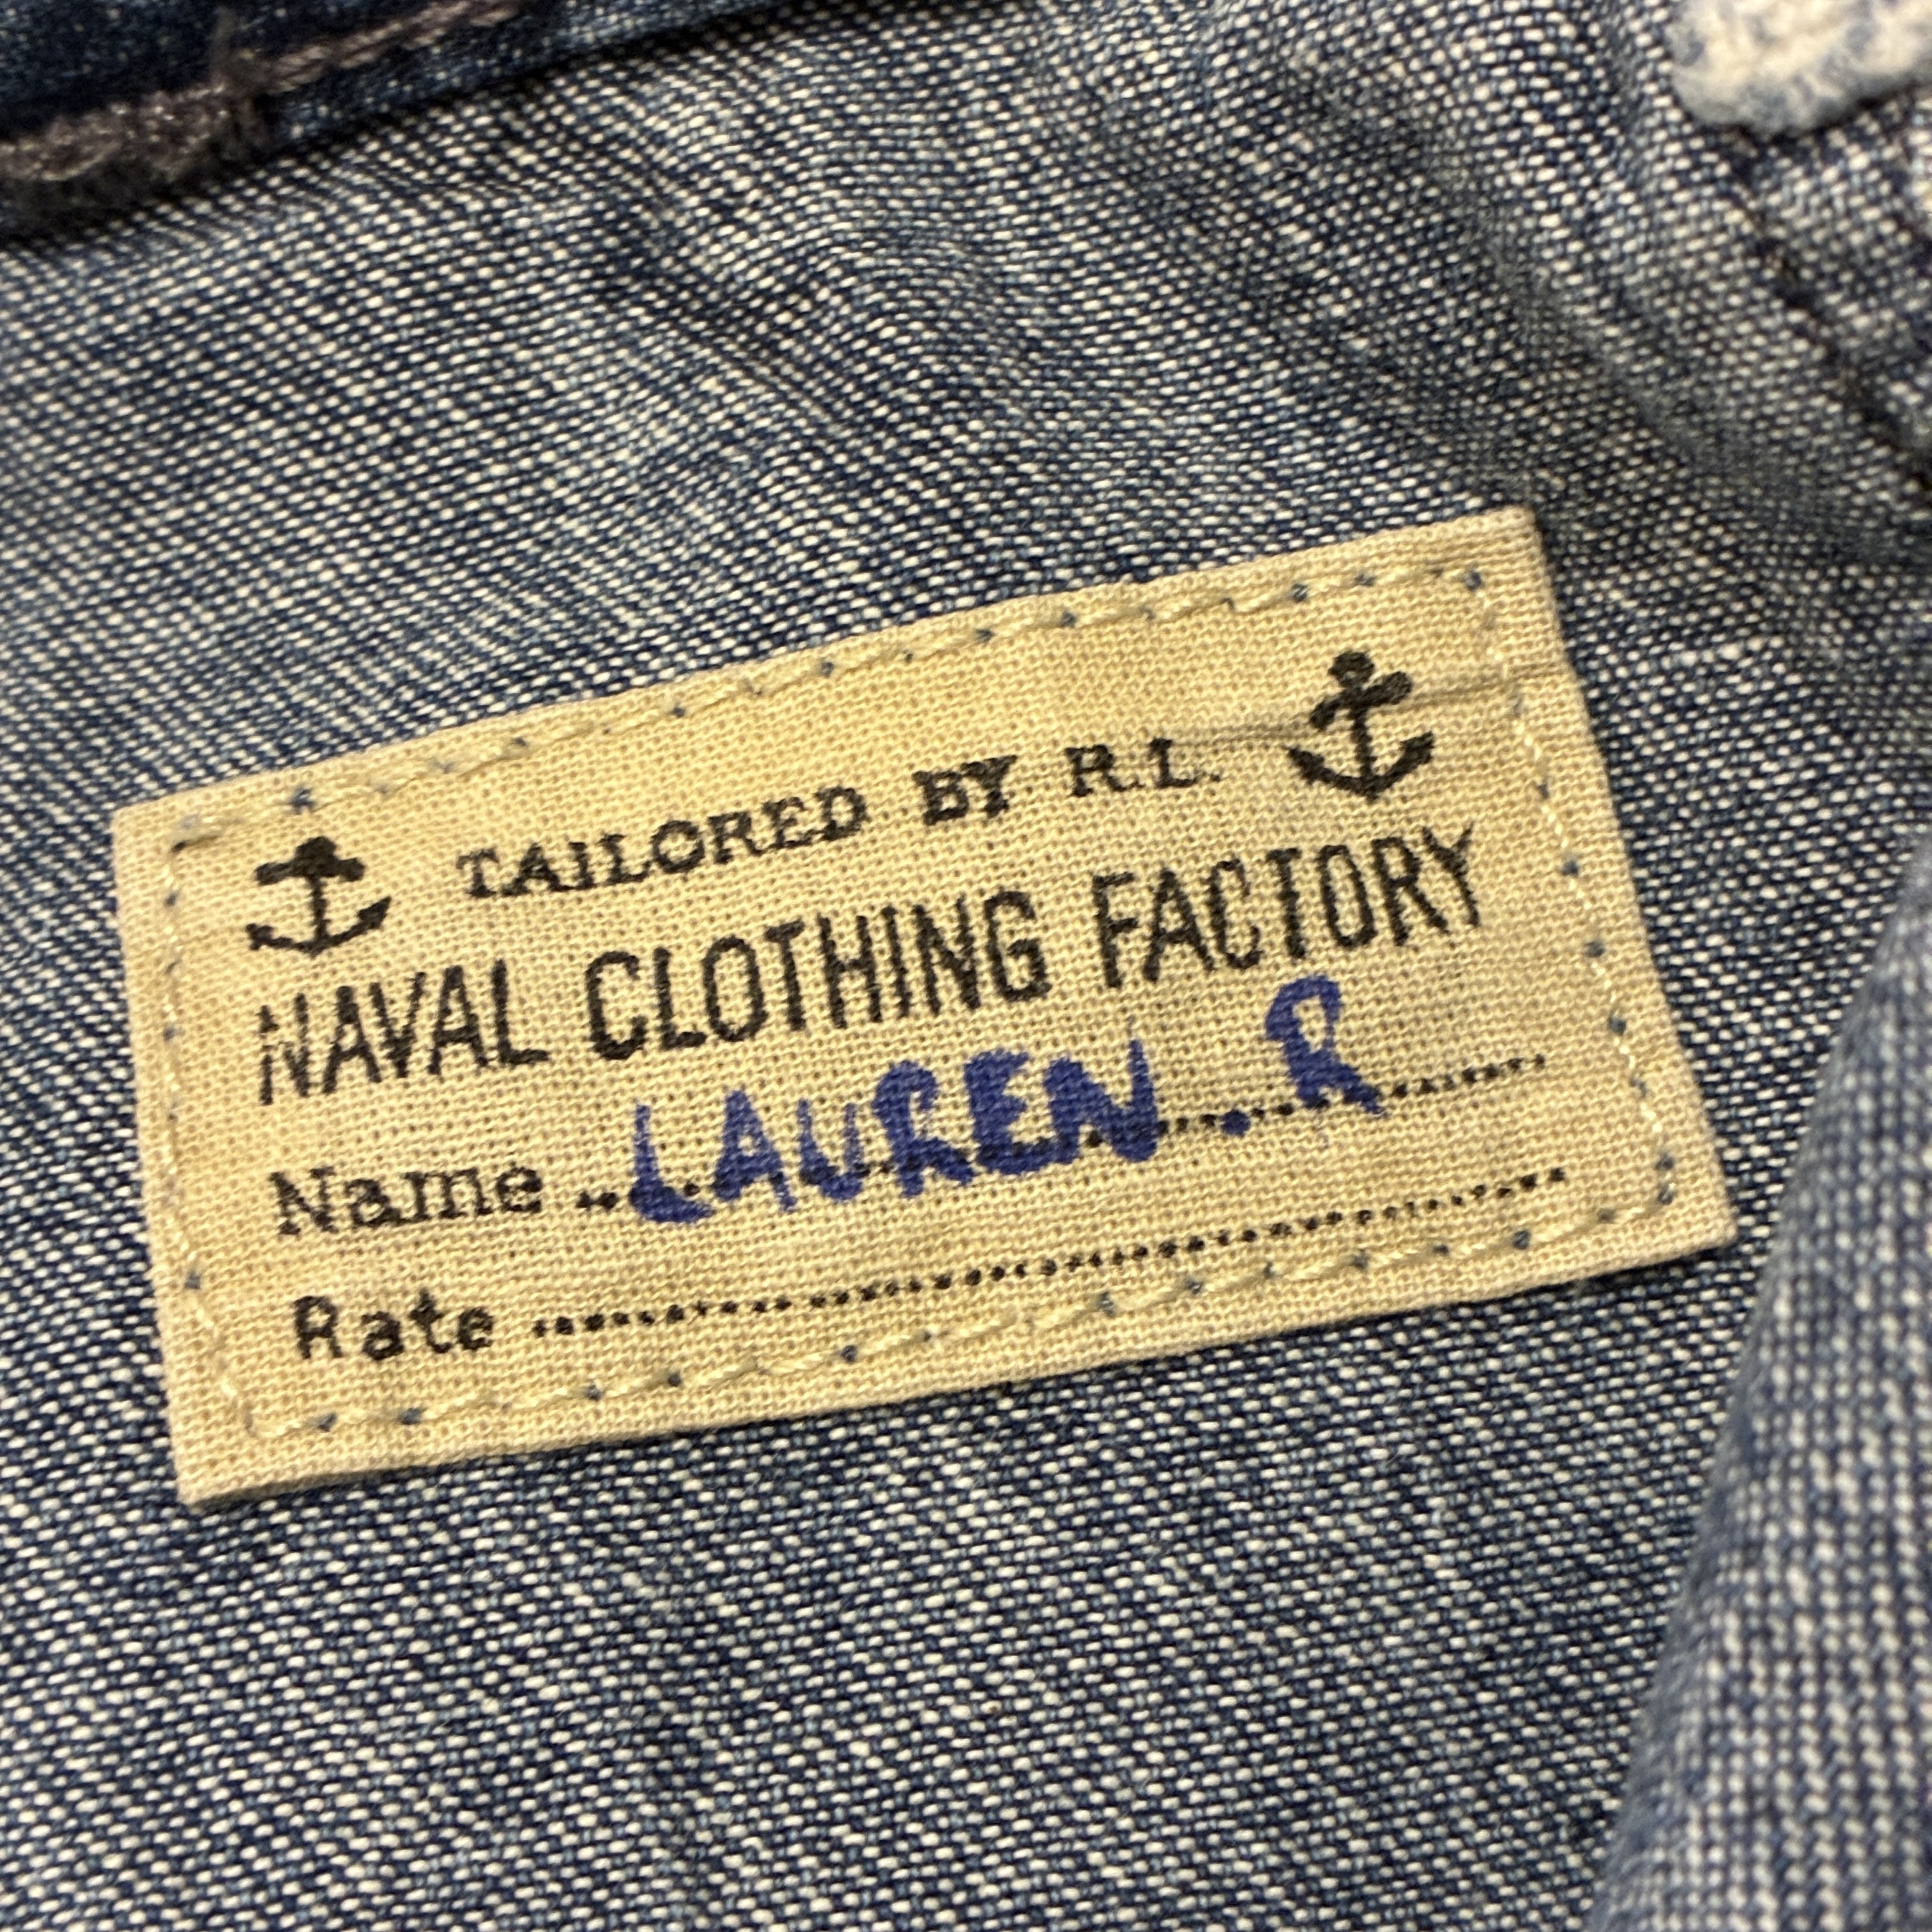 TAILORED BY R.L.
NAVAL CLOTHING FACTORY
Name LAUREN . R
Rate